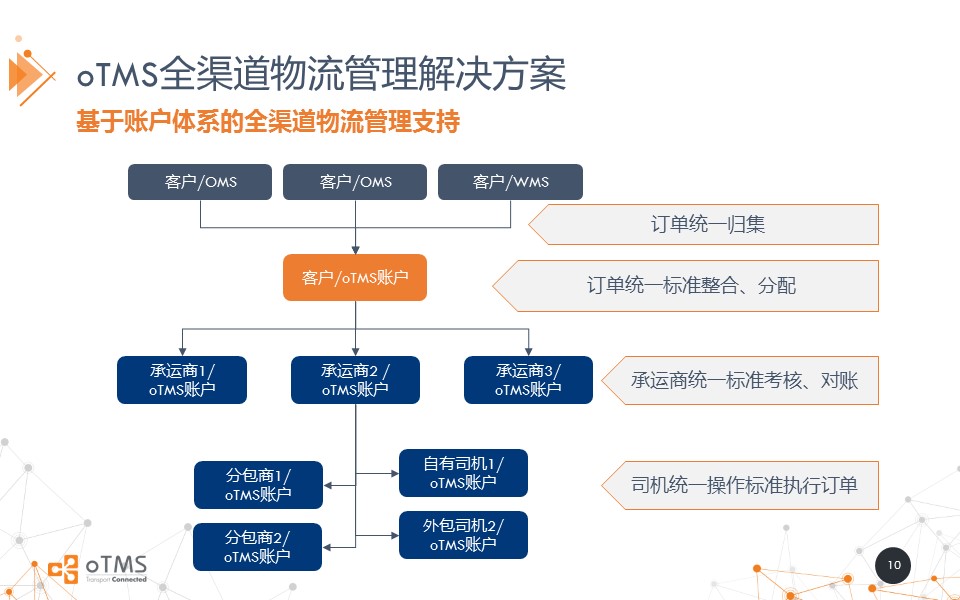 oTMS全渠道物流管理解决方案
基于账户体系的全渠道物流管理支持
客户/OMS
客户/OMS
客户/WMS
订单统一归集
客户/oTMS账户
订单统一标准整合、分配
承运商1/
oTMS账户
承运商2 /
oTMS账户
承运商3/
oTMS账户
承运商统一标准考核、对账
分包商1/
oTMS账户
自有司机1/
oTMS账户
司机统一操作标准执行订单
分包商2/
oTMS账户
外包司机2/
oTMS账户
oTMS
Transport Connected
10